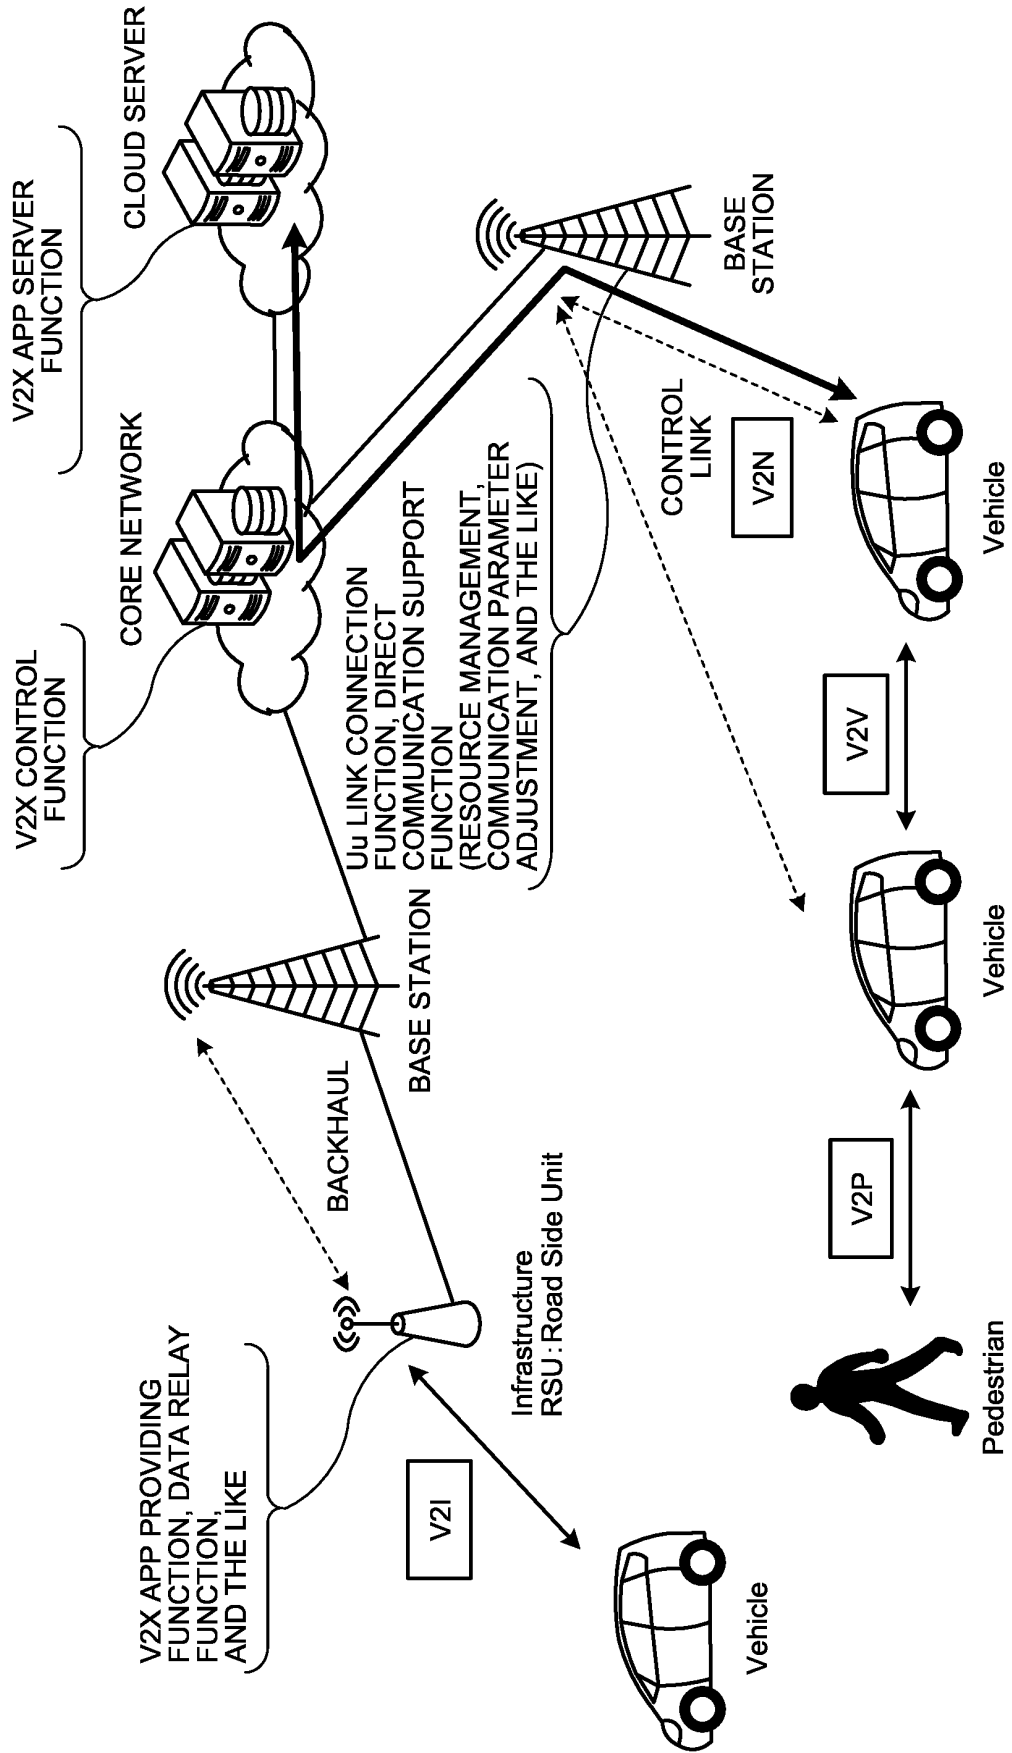 V2X APP PROVIDING
FUNCTION, DATA RELAY
FUNCTION,
AND THE LIKE
V2X CONTROL
FUNCTION
V2X APP SERVER
FUNCTION
CORE NETWORK
CLOUD SERVER
BACKHAUL
BASE STATION
Uu LINK CONNECTION
FUNCTION, DIRECT
COMMUNICATION SUPPORT
FUNCTION
(RESOURCE MANAGEMENT,
COMMUNICATION PARAMETER
ADJUSTMENT, AND THE LIKE)
BASE
STATION
V2I
Infrastructure
RSU : Road Side Unit
CONTROL
LINK
V2N
Vehicle
V2P
V2V
Pedestrian
Vehicle
Vehicle